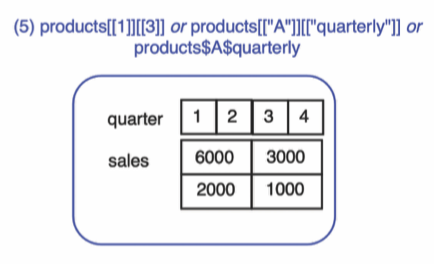 (5) products[[1]][[3]] or products[["A"]][["quarterly"]] or
products$A$quarterly
quarter 1 2 3 4
sales 6000 3000
2000 1000